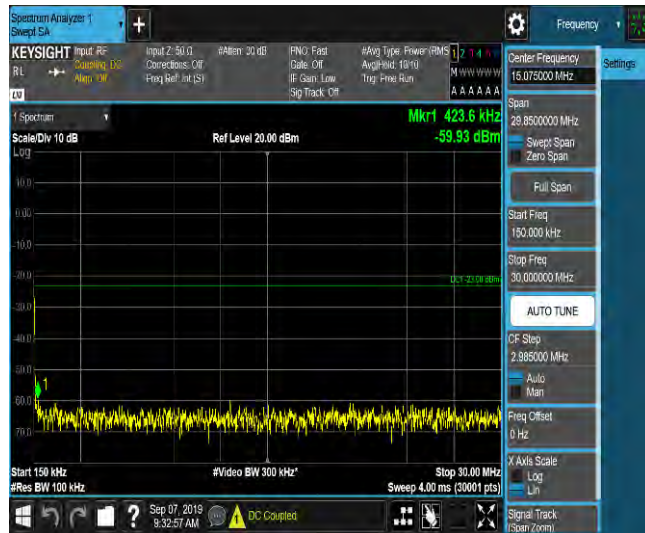 Spectrum Analyzer 1
Swept SA
+
Frequency
KEYSIGHT
Input: RF
Coupling: DC
Align: Off
Input Z: 50 Ω
Corrections: Off
Freq Ref: Int (S)
#Atten: 30 dB
PNO: Fast
Gate: Off
IF Gain: Low
Sig Track: Off
#Avg Type: Power (RMS
Avg|Hold: 10/10
Trig: Free Run
M W W W W W
A A A A A A
RL
Center Frequency
15.075000 MHz
Settings
Span
29.8500000 MHz
Swept Span
Zero Span
Full Span
Start Freq
150.000 kHz
Stop Freq
30.000000 MHz
AUTO TUNE
CF Step
2.985000 MHz
Auto
Man
Freq Offset
0 Hz
X Axis Scale
Log
Lin
Signal Track
(Span Zoom)
1 Spectrum
Scale/Div 10 dB
Log
Ref Level 20.00 dBm
Mkr1 423.6 kHz
-59.93 dBm
10.0
0.00
-10.0
-20.0
DL1 -23.00 dBm
-30.0
-40.0
-50.0
-60.0
-70.0
1
Start 150 kHz
#Res BW 100 kHz
#Video BW 300 kHz*
Stop 30.00 MHz
Sweep 4.00 ms (30001 pts)
Sep 07, 2019
9:32:57 AM
DC Coupled